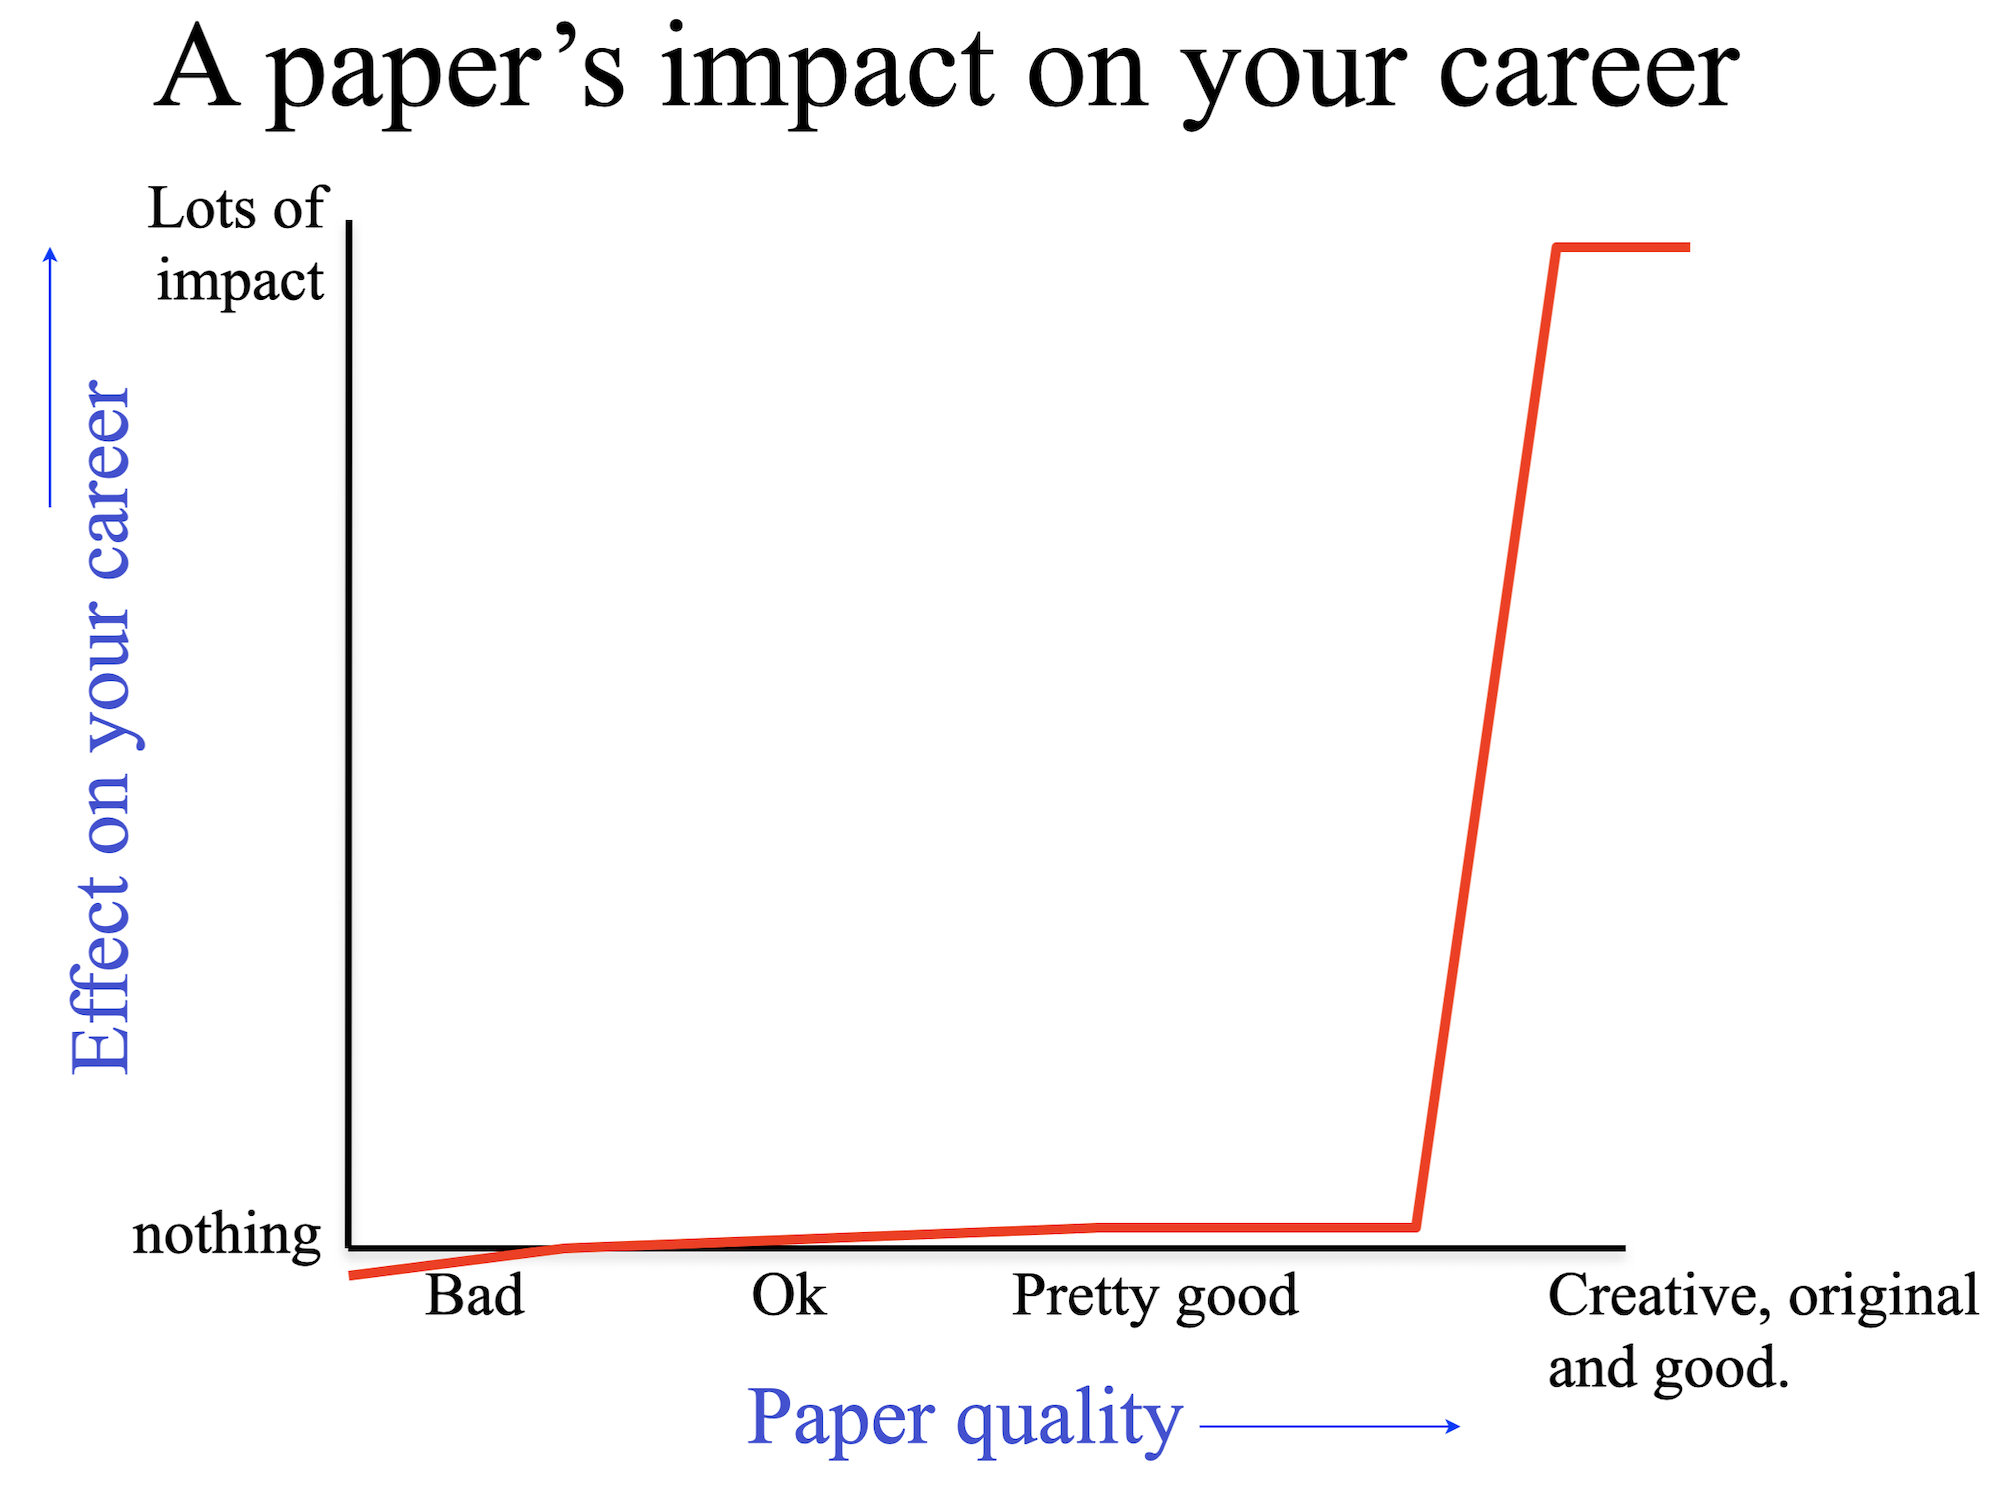 A paper’s impact on your career
Lots of
impact
Effect on your career
nothing
Bad
Ok
Pretty good
Creative, original
and good.
Paper quality